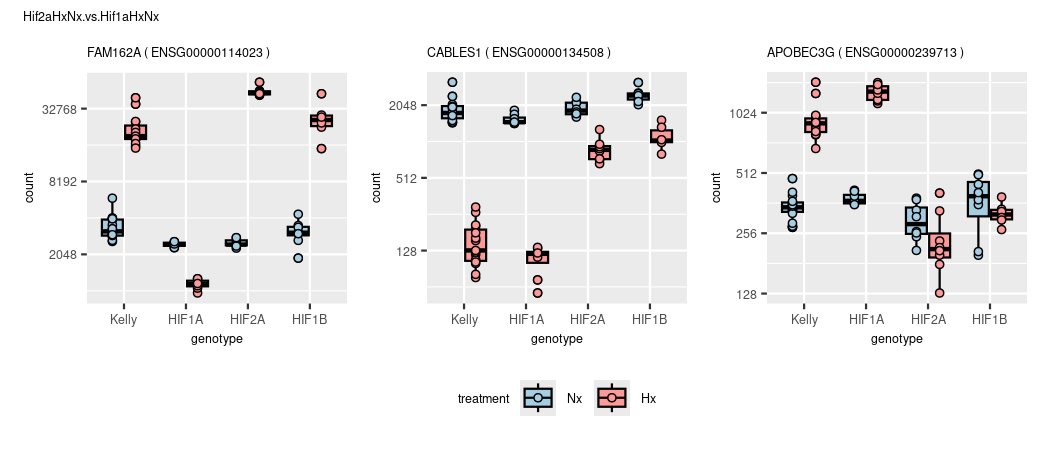 Hif2aHxNx.vs.Hif1aHxNx
FAM162A ( ENSG00000114023 )
CABLES1 ( ENSG00000134508 )
APOBEC3G ( ENSG00000239713 )
count
32768
8192
2048
Kelly
HIF1A
HIF2A
HIF1B
genotype
count
2048
512
128
Kelly
HIF1A
HIF2A
HIF1B
genotype
count
1024
512
256
128
Kelly
HIF1A
HIF2A
HIF1B
genotype
treatment
Nx
Hx